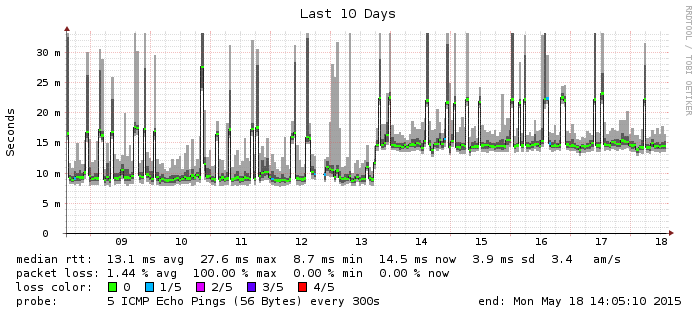 Last 10 Days
RRDTOOL / TOBI OETIKER
Seconds
30 m
25 m
20 m
15 m
10 m
5 m
0
09 10 11 12 13 14 15 16 17 18
median rtt: 13.1 ms avg 27.6 ms max 8.7 ms min 14.5 ms now 3.9 ms sd 3.4 am/s
packet loss: 1.44 % avg 100.00 % max 0.00 % min 0.00 % now
loss color: 0 1/5 2/5 3/5 4/5
probe: 5 ICMP Echo Pings (56 Bytes) every 300s end: Mon May 18 14:05:10 2015